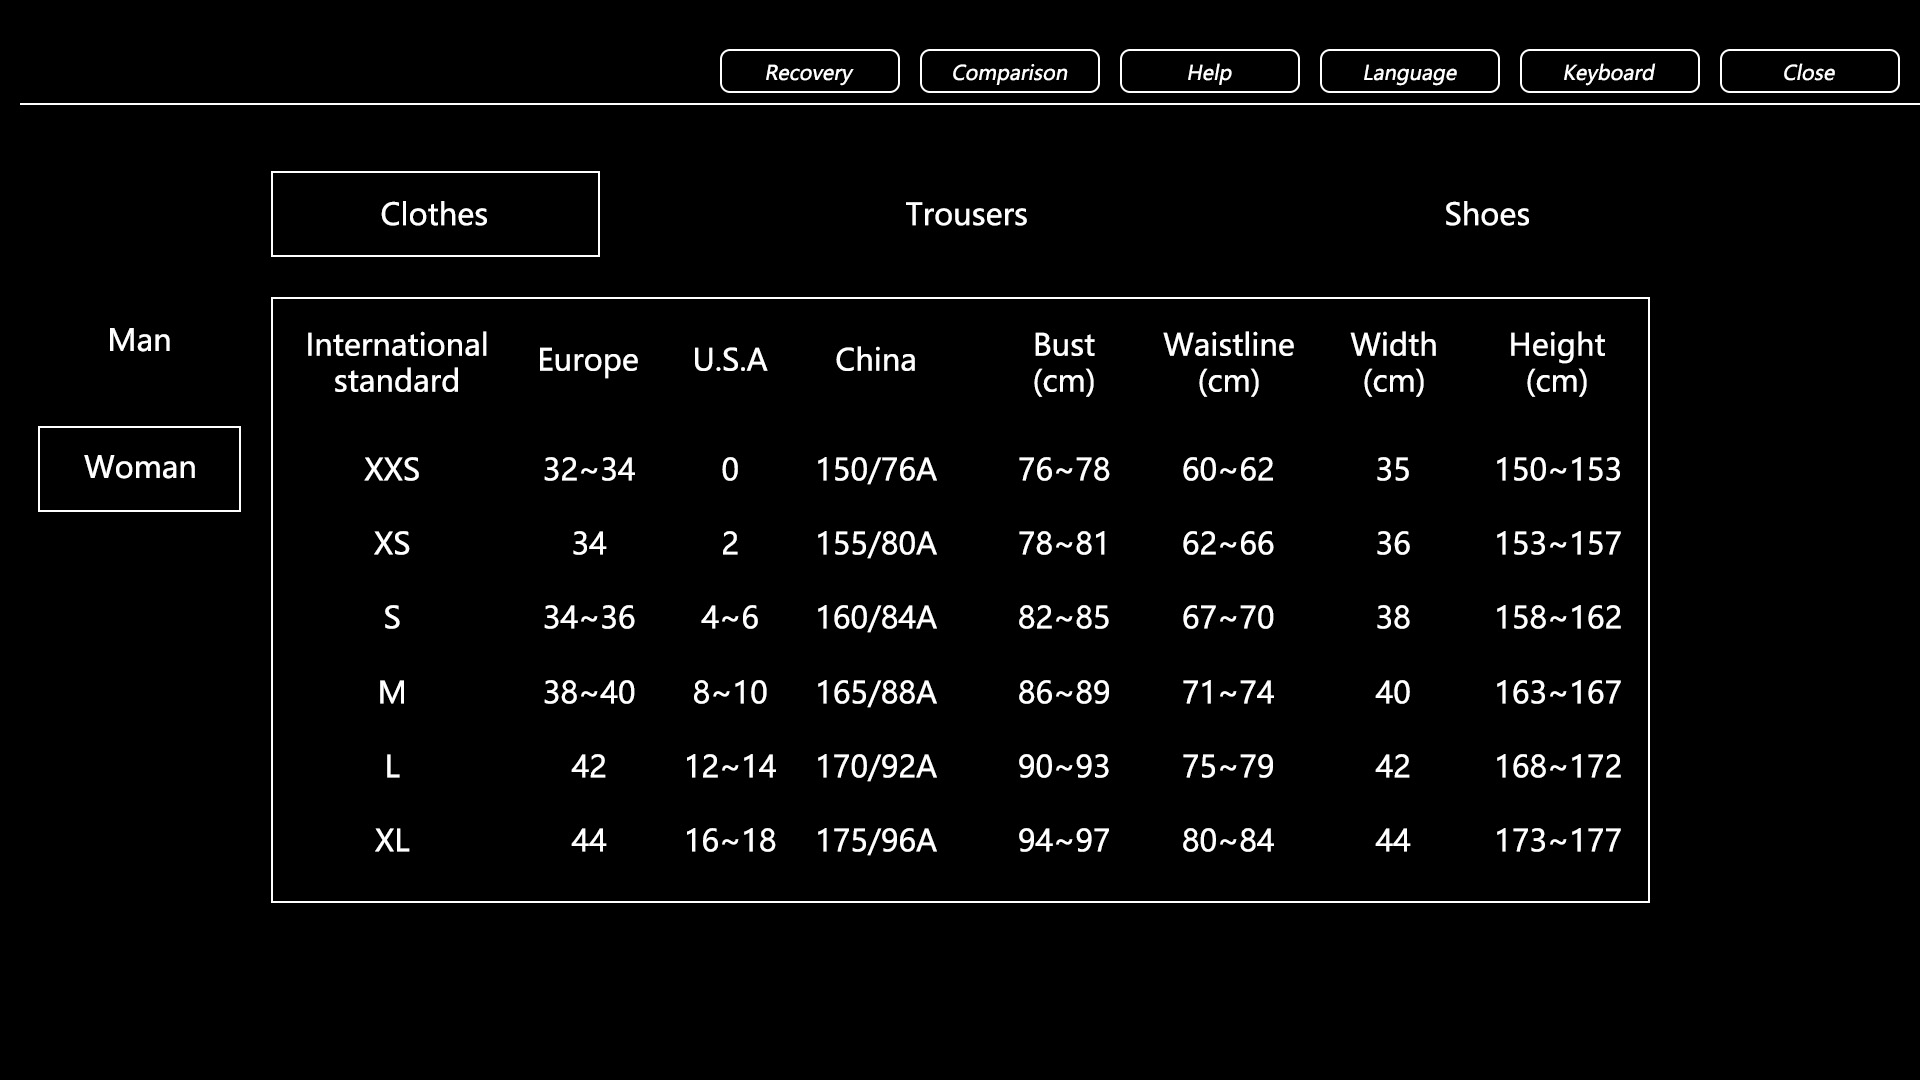 Recovery Comparison Help Language Keyboard Close
Clothes Trousers Shoes
Man
Woman
International standard Europe U.S.A China Bust (cm) Waistline (cm) Width (cm) Height (cm)
XXS 32~34 0 150/76A 76~78 60~62 35 150~153
XS 34 2 155/80A 78~81 62~66 36 153~157
S 34~36 4~6 160/84A 82~85 67~70 38 158~162
M 38~40 8~10 165/88A 86~89 71~74 40 163~167
L 42 12~14 170/92A 90~93 75~79 42 168~172
XL 44 16~18 175/96A 94~97 80~84 44 173~177